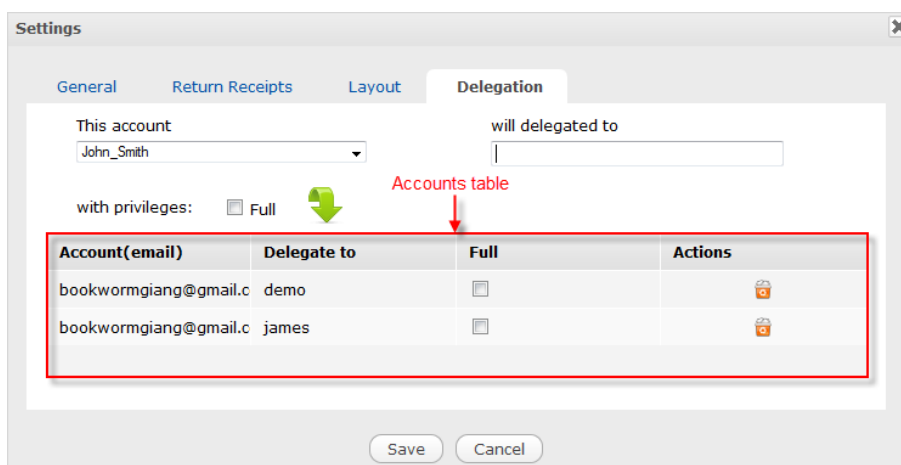 Settings
General Return Receipts Layout Delegation
This account will delegated to
John_Smith
Accounts table
with privileges: Full
Account(email) Delegate to Full Actions
bookwormgiang@gmail.c demo
bookwormgiang@gmail.c james
Save Cancel